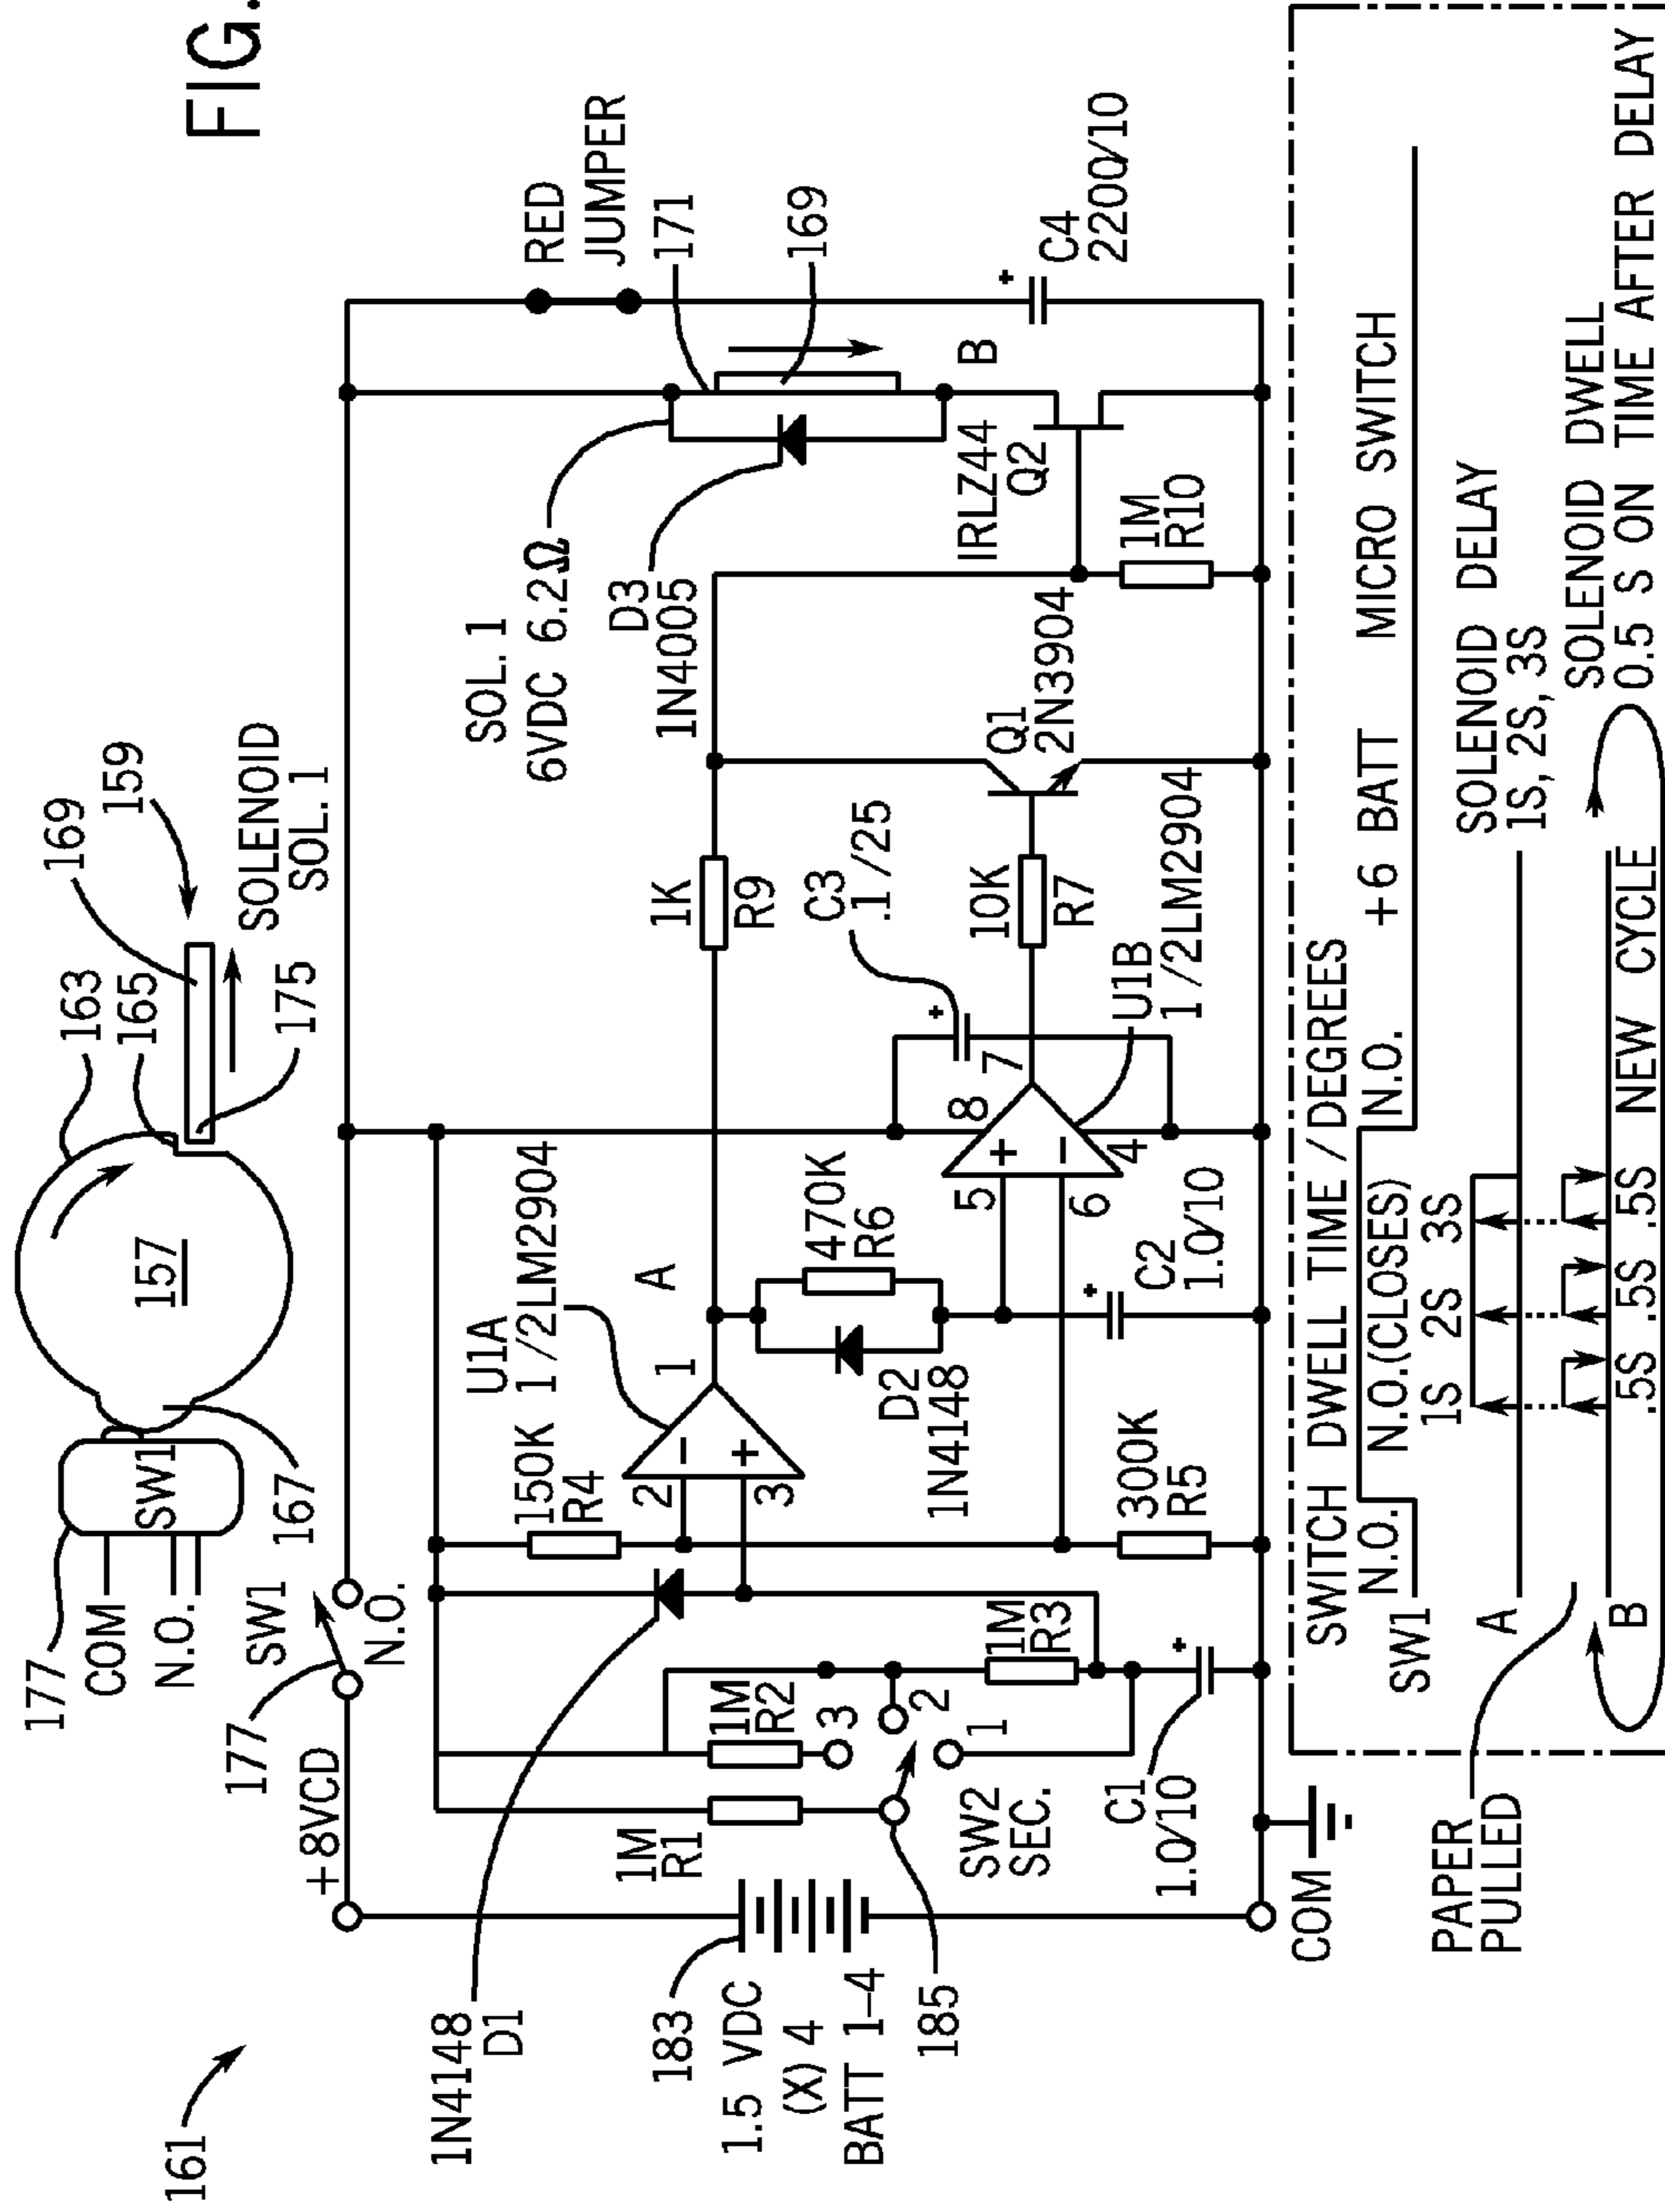 FIG.
161
177
COM
N.O.
SW1
167
157
163
165
169
159
175
SOLENOID
SOL. 1
+8VCD
177
SW1
N.O.
1N4148
D1
183
1.5 VDC
(X) 4
BATT 1–4
185
1M
R1
1M
R2
3
2
1
SW2
SEC.
1M
R3
C1
1.0/10
COM
150K
R4
2
3
−
+
1
U1A
1/2LM2904
A
D2
1N4148
470K
R6
300K
R5
C2
1.0/10
5
6
+
−
8
4
7
U1B
1/2LM2904
C3
.1/25
1K
R9
10K
R7
Q1
2N3904
SOL. 1
6VDC 6.2Ω
D3
1N4005
IRLZ44
Q2
1M
R10
B
RED
JUMPER
171
169
C4
2200/10
SWITCH DWELL TIME/DEGREES
N.O.
N.O.(CLOSES)
N.O.
+6 BATT
MICRO SWITCH
SW1
1S 2S 3S
SOLENOID DELAY
1S, 2S, 3S
A
PAPER
PULLED
SOLENOID DWELL
0.5 S ON TIME AFTER DELAY
B
.5S .5S .5S
NEW CYCLE